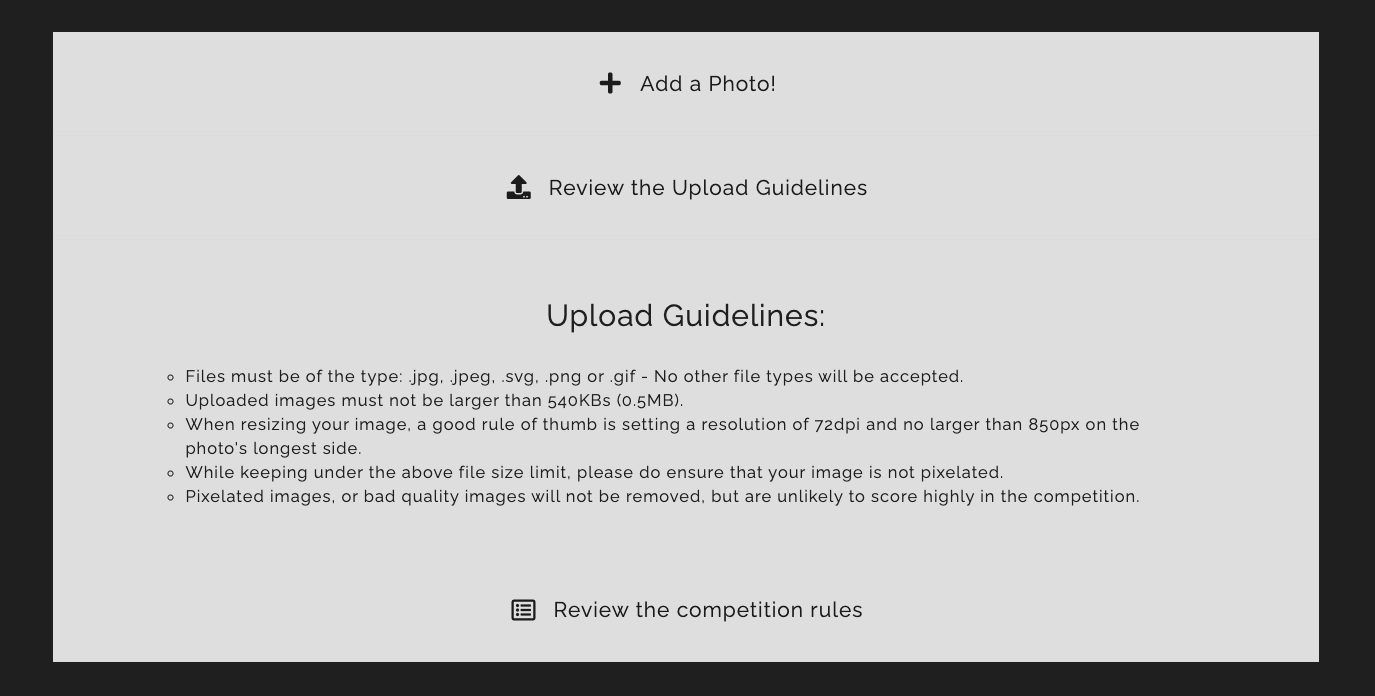 Add a Photo!
Review the Upload Guidelines
Upload Guidelines:
Files must be of the type: .jpg, .jpeg, .svg, .png or .gif - No other file types will be accepted.
Uploaded images must not be larger than 540KBs (0.5MB).
When resizing your image, a good rule of thumb is setting a resolution of 72dpi and no larger than 850px on the
photo's longest side.
While keeping under the above file size limit, please do ensure that your image is not pixelated.
Pixelated images, or bad quality images will not be removed, but are unlikely to score highly in the competition.
Review the competition rules